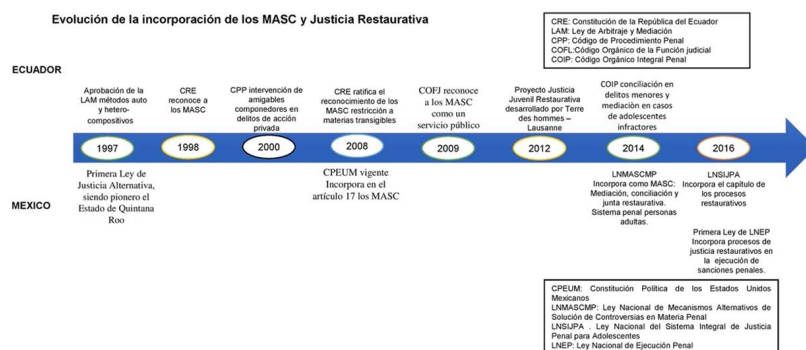 Evolución de la incorporación de los MASC y Justicia Restaurativa
CRE: Constitución de la República del Ecuador
LAM: Ley de Arbitraje y Mediación
CPP: Código de Procedimiento Penal
COFL:Código Orgánico de la Función judicial
COIP: Código Orgánico Integral Penal
ECUADOR
Aprobación de la
LAM métodos auto
y hetero-
compositivos
CRE
reconoce a
los MASC
CPP intervención de
amigables
componedores en
delitos de acción
privada
CRE ratifica el
reconocimiento de los
MASC restricción a
materias transigibles
COFJ reconoce
a los MASC
como un
servicio público
Proyecto Justicia
Juvenil Restaurativa
desarrollado por Terre
des hommes –
Lausanne
COIP conciliación en
delitos menores y
mediaciòn en casos
de adolescentes
infractores
1997
1998
2000
2008
2009
2012
2014
2016
MEXICO
Primera Ley de
Justicia Alternativa,
siendo pionero el
Estado de Quintana
Roo
CPEUM vigente
Incorpora en el
artículo 17 los MASC
LNMASCMP
Incorpora como MASC:
Mediación, conciliación y
junta restaurativa.
Sistema penal personas
adultas.
LNSIJPA
Incorpora el capítulo de
los procesos
restaurativos
Primera Ley de LNEP
Incorpora procesos de
justicia restaurativos en
la ejecución de
sanciones penales.
CPEUM: Constitución Política de los Estados Unidos
Mexicanos
LNMASCMP: Ley Nacional de Mecanismos Alternativos de
Solución de Controversias en Materia Penal
LNSIJPA . Ley Nacional del Sistema Integral de Justicia
Penal para Adolescentes
LNEP: Ley Nacional de Ejecución Penal